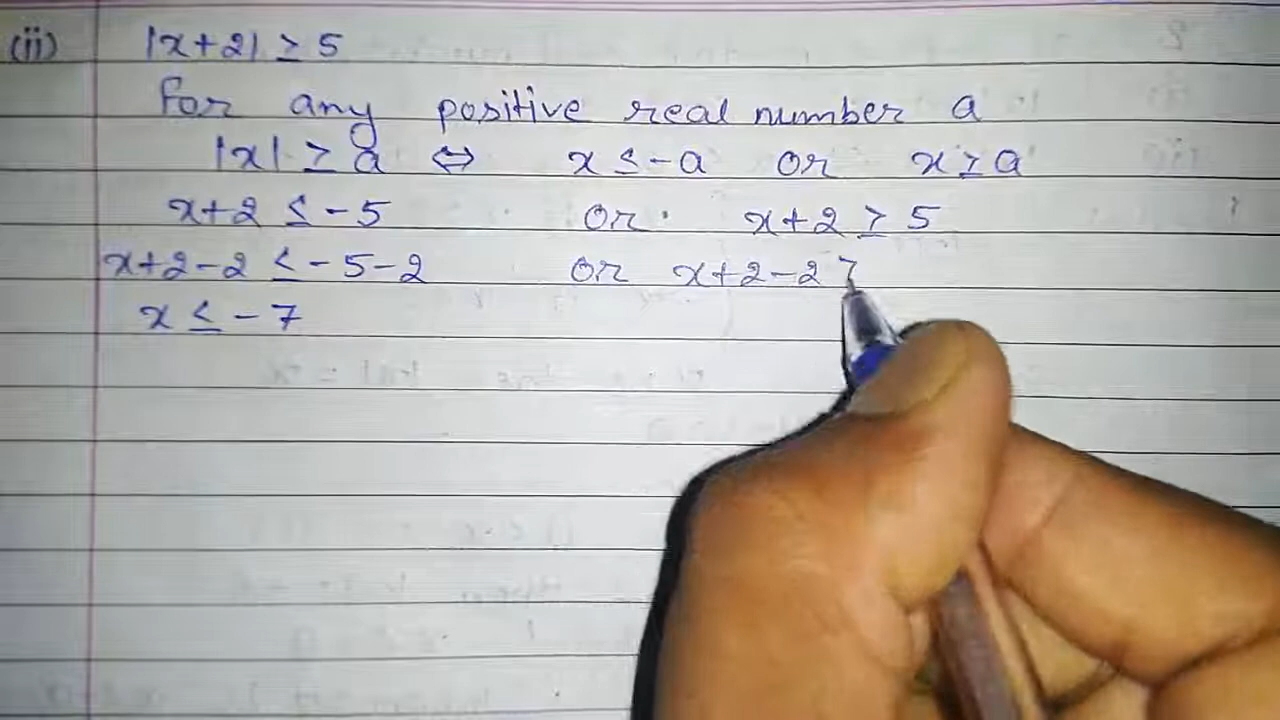 (ii) |x+2| ≥ 5
for any positive real number a
|x| ≥ a ⇔ x ≤ -a or x ≥ a
x+2 ≤ -5 or x+2 ≥ 5
x+2-2 ≤ -5-2 or x+2-2 >
x ≤ -7